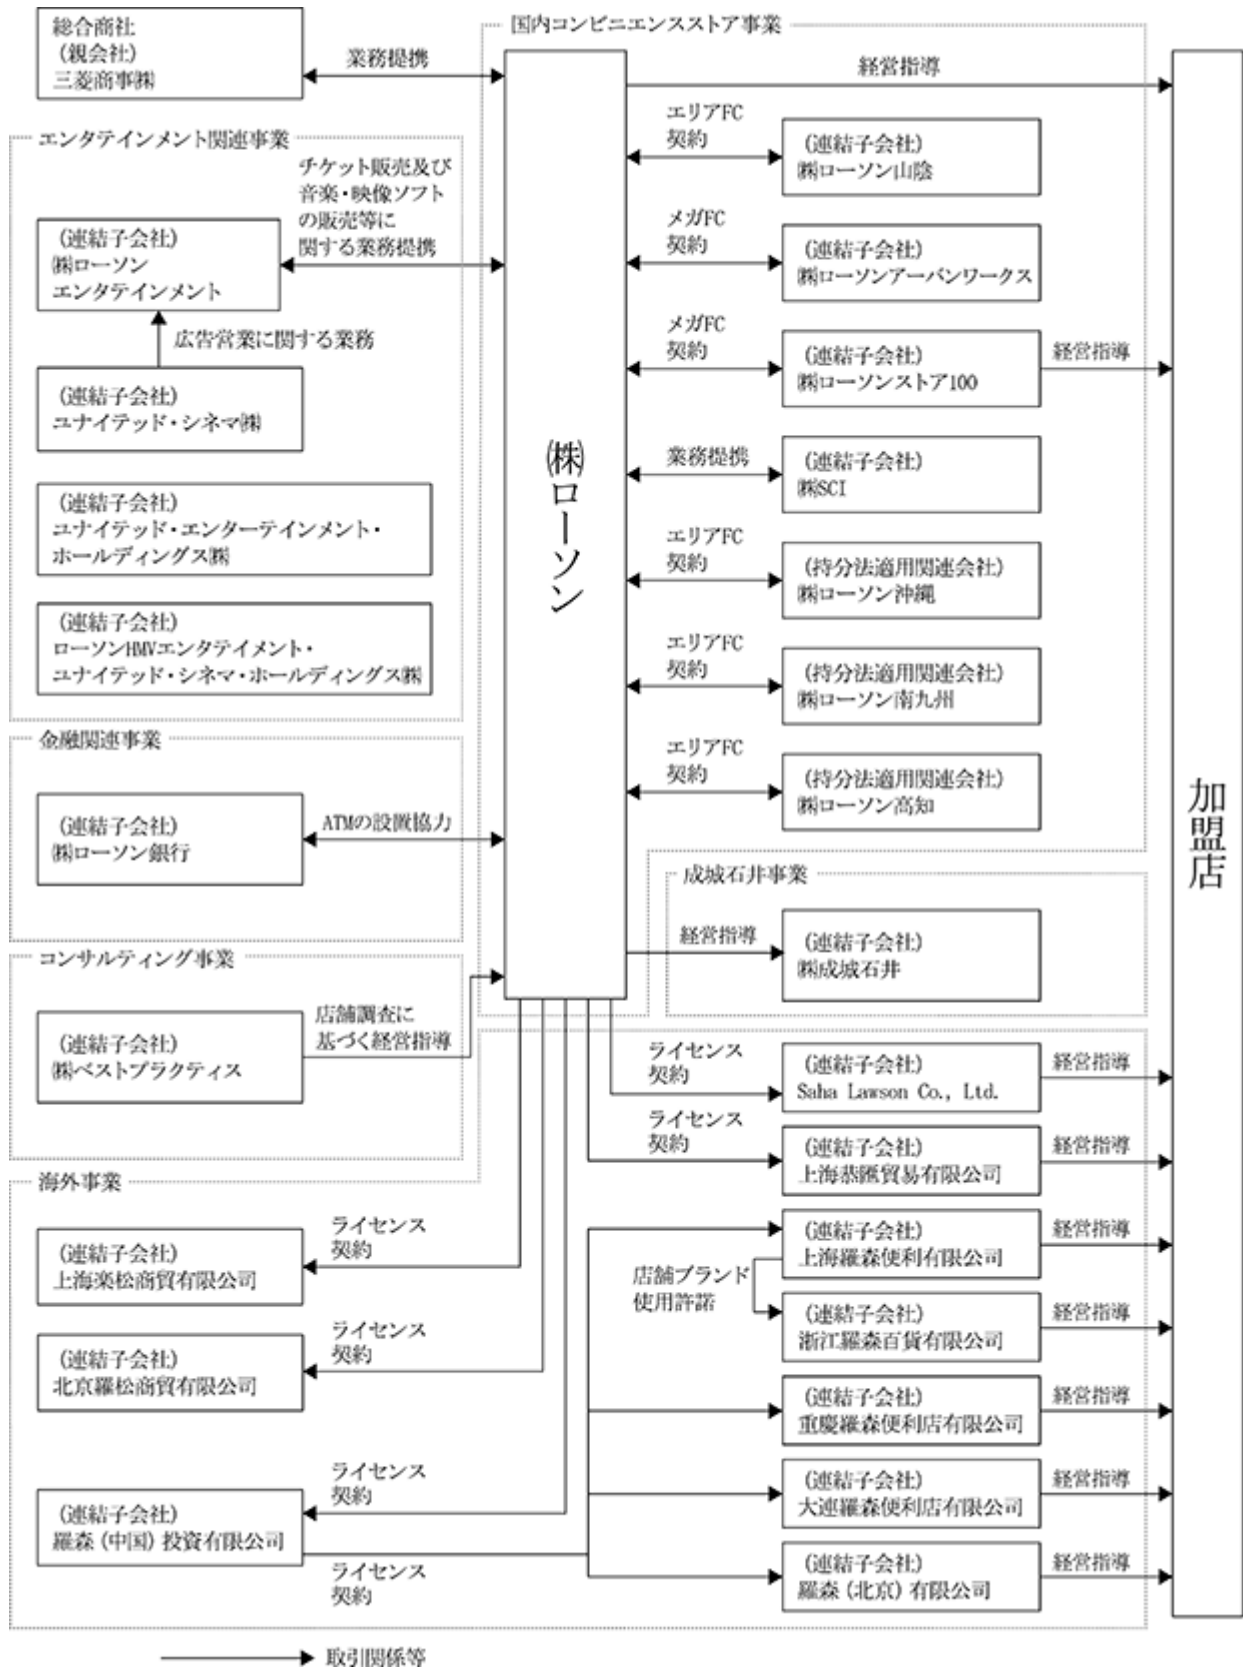 総合商社
(親会社)
三菱商事㈱
業務提携
国内コンビニエンスストア事業
㈱ローソン
経営指導
加盟店
エンタテインメント関連事業
チケット販売及び
音楽・映像ソフト
の販売等に
関する業務提携
(連結子会社)
㈱ローソン
エンタテインメント
広告営業に関する業務
(連結子会社)
ユナイテッド・シネマ㈱
(連結子会社)
ユナイテッド・エンターテインメント・
ホールディングス㈱
(連結子会社)
ローソンHMVエンタテイメント・
ユナイテッド・シネマ・ホールディングス㈱
エリアFC
契約
(連結子会社)
㈱ローソン山陰
メガFC
契約
(連結子会社)
㈱ローソンアーバンワークス
メガFC
契約
(連結子会社)
㈱ローソンストア100
経営指導
業務提携
(連結子会社)
㈱SCI
エリアFC
契約
(持分法適用関連会社)
㈱ローソン沖縄
エリアFC
契約
(持分法適用関連会社)
㈱ローソン南九州
エリアFC
契約
(持分法適用関連会社)
㈱ローソン高知
金融関連事業
(連結子会社)
㈱ローソン銀行
ATMの設置協力
成城石井事業
経営指導
(連結子会社)
㈱成城石井
コンサルティング事業
(連結子会社)
㈱ベストプラクティス
店舗調査に
基づく経営指導
海外事業
ライセンス
契約
(連結子会社)
Saha Lawson Co., Ltd.
経営指導
ライセンス
契約
(連結子会社)
上海恭匯貿易有限公司
経営指導
(連結子会社)
上海楽松商貿有限公司
ライセンス
契約
(連結子会社)
上海羅森便利有限公司
経営指導
店舗ブランド
使用許諾
(連結子会社)
浙江羅森百貨有限公司
経営指導
(連結子会社)
北京羅松商貿有限公司
ライセンス
契約
(連結子会社)
重慶羅森便利店有限公司
経営指導
(連結子会社)
羅森(中国)投資有限公司
ライセンス
契約
(連結子会社)
大連羅森便利店有限公司
経営指導
ライセンス
契約
(連結子会社)
羅森(北京)有限公司
経営指導
取引関係等